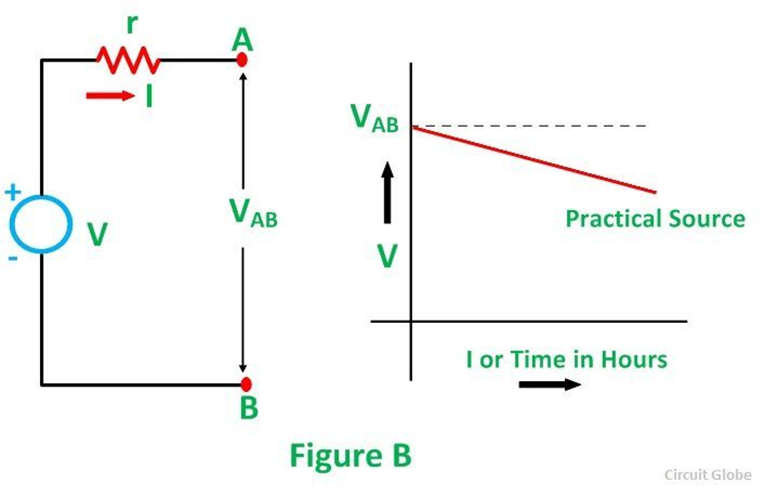 r
A
I
+
V
-
VAB
B
VAB
V
Practical Source
I or Time in Hours
Figure B
Circuit Globe